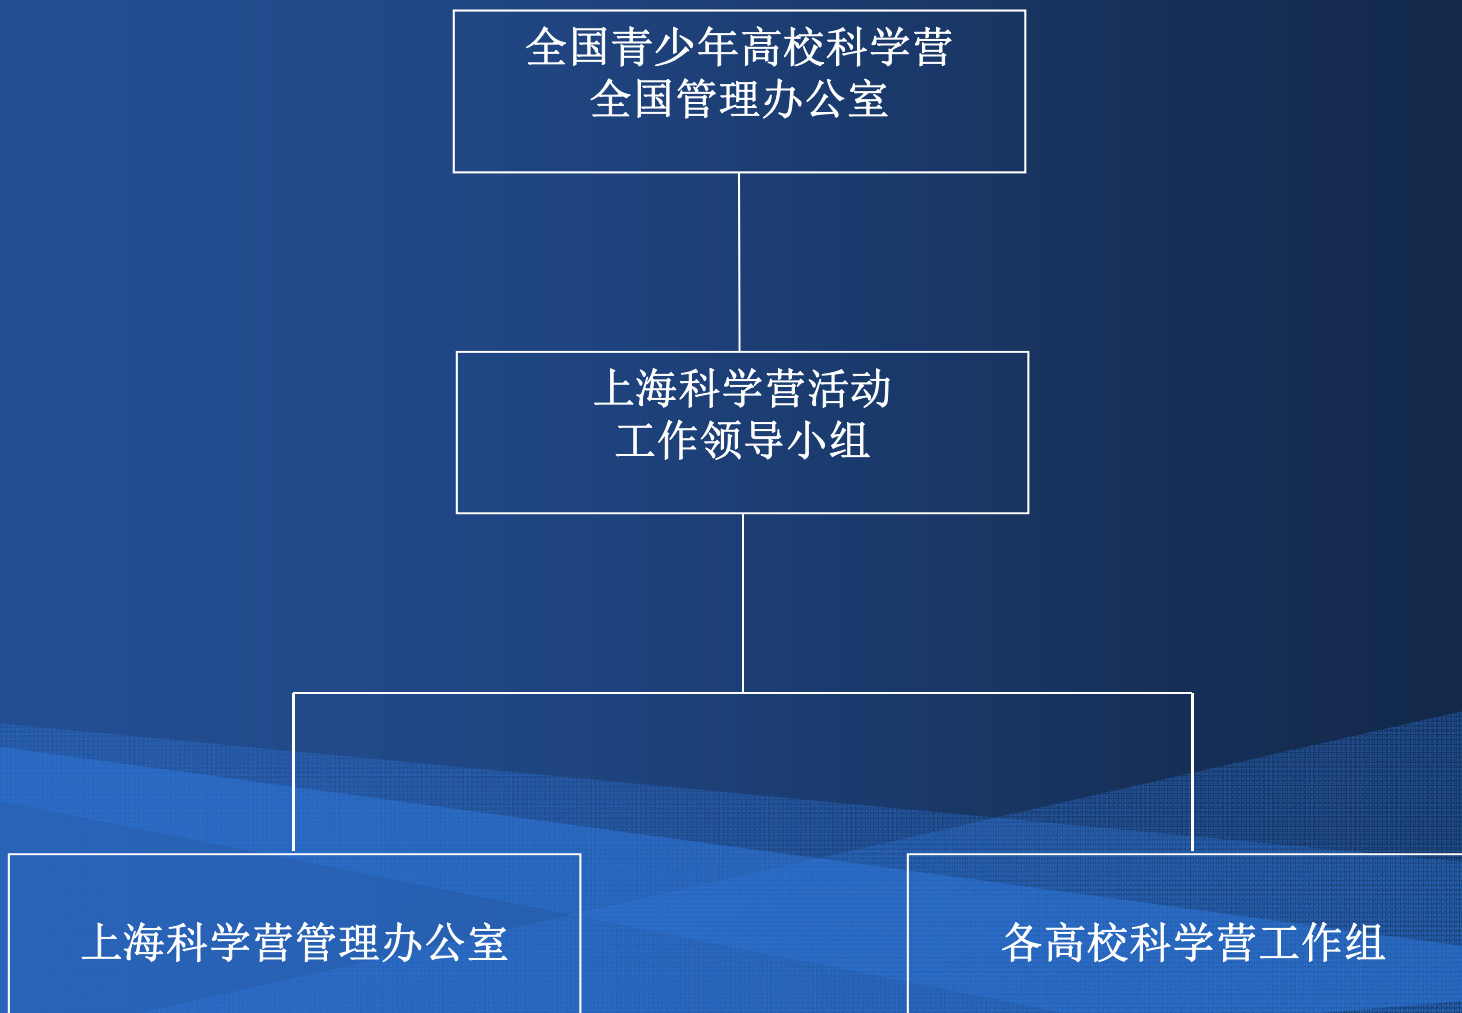 全国青少年高校科学营
全国管理办公室
上海科学营活动
工作领导小组
上海科学营管理办公室
各高校科学营工作组